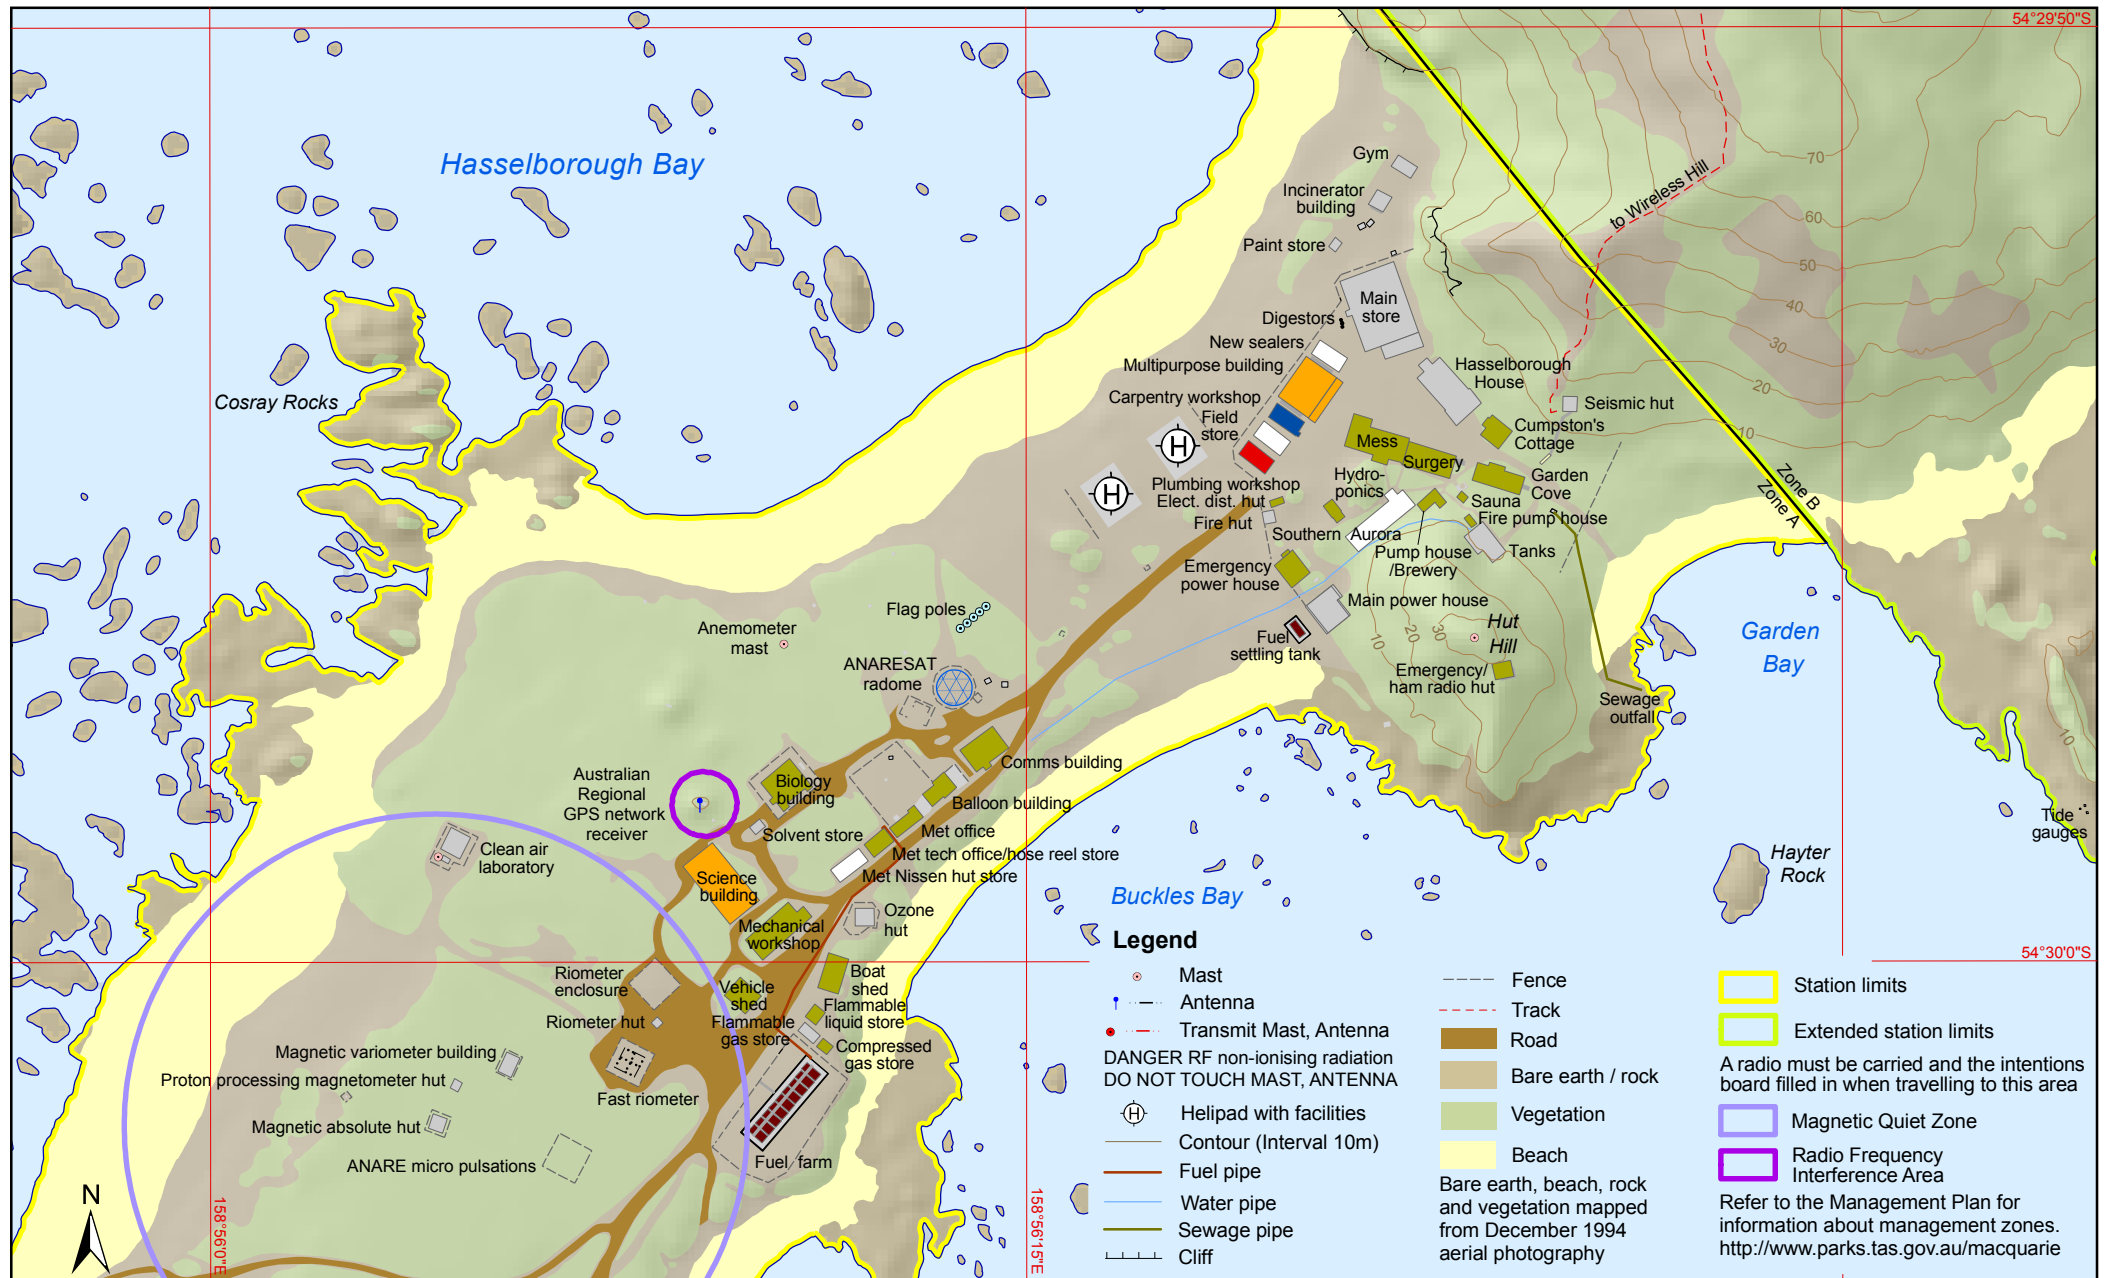 54°29'50"S
Hasselborough Bay
Gym
Incinerator
building
Paint store
to Wireless Hill
70
60
50
40
30
20
10
Main
store
Digestors
New sealers
Multipurpose building
Hasselborough
House
Carpentry workshop
Field
store
Seismic hut
Cumpston's
Cottage
Cosray Rocks
H
H
Mess
Surgery
Hydro-
ponics
Garden
Cove
Sauna
Plumbing workshop
Elect. dist. hut
Fire hut
Fire pump house
Southern Aurora
Tanks
Pump house
/Brewery
Zone B
Zone A
Emergency
power house
Main power house
Fuel
settling tank
10
20
30
Hut
Hill
Emergency/
ham radio hut
Sewage
outfall
Garden
Bay
10
Flag poles
Anemometer
mast
ANARESAT
radome
Comms building
Balloon building
Biology
building
Australian
Regional
GPS network
receiver
Solvent store
Met office
Met tech office/hose reel store
Met Nissen hut store
Clean air
laboratory
Science
building
Mechanical
workshop
Ozone
hut
Tide
gauges
Hayter
Rock
Buckles Bay
54°30'0"S
Riometer
enclosure
Riometer hut
Vehicle
shed
Boat
shed
Flammable
liquid store
Flammable
gas store
Compressed
gas store
Magnetic variometer building
Proton processing magnetometer hut
Fast riometer
Magnetic absolute hut
ANARE micro pulsations
Fuel farm
N
158°56'0"E
158°56'15"E
Legend
Mast
Antenna
Transmit Mast, Antenna
DANGER RF non-ionising radiation
DO NOT TOUCH MAST, ANTENNA
H
Helipad with facilities
Contour (Interval 10m)
Fuel pipe
Water pipe
Sewage pipe
Cliff
Fence
Track
Road
Bare earth / rock
Vegetation
Beach
Bare earth, beach, rock
and vegetation mapped
from December 1994
aerial photography
Station limits
Extended station limits
A radio must be carried and the intentions
board filled in when travelling to this area
Magnetic Quiet Zone
Radio Frequency
Interference Area
Refer to the Management Plan for
information about management zones.
http://www.parks.tas.gov.au/macquarie